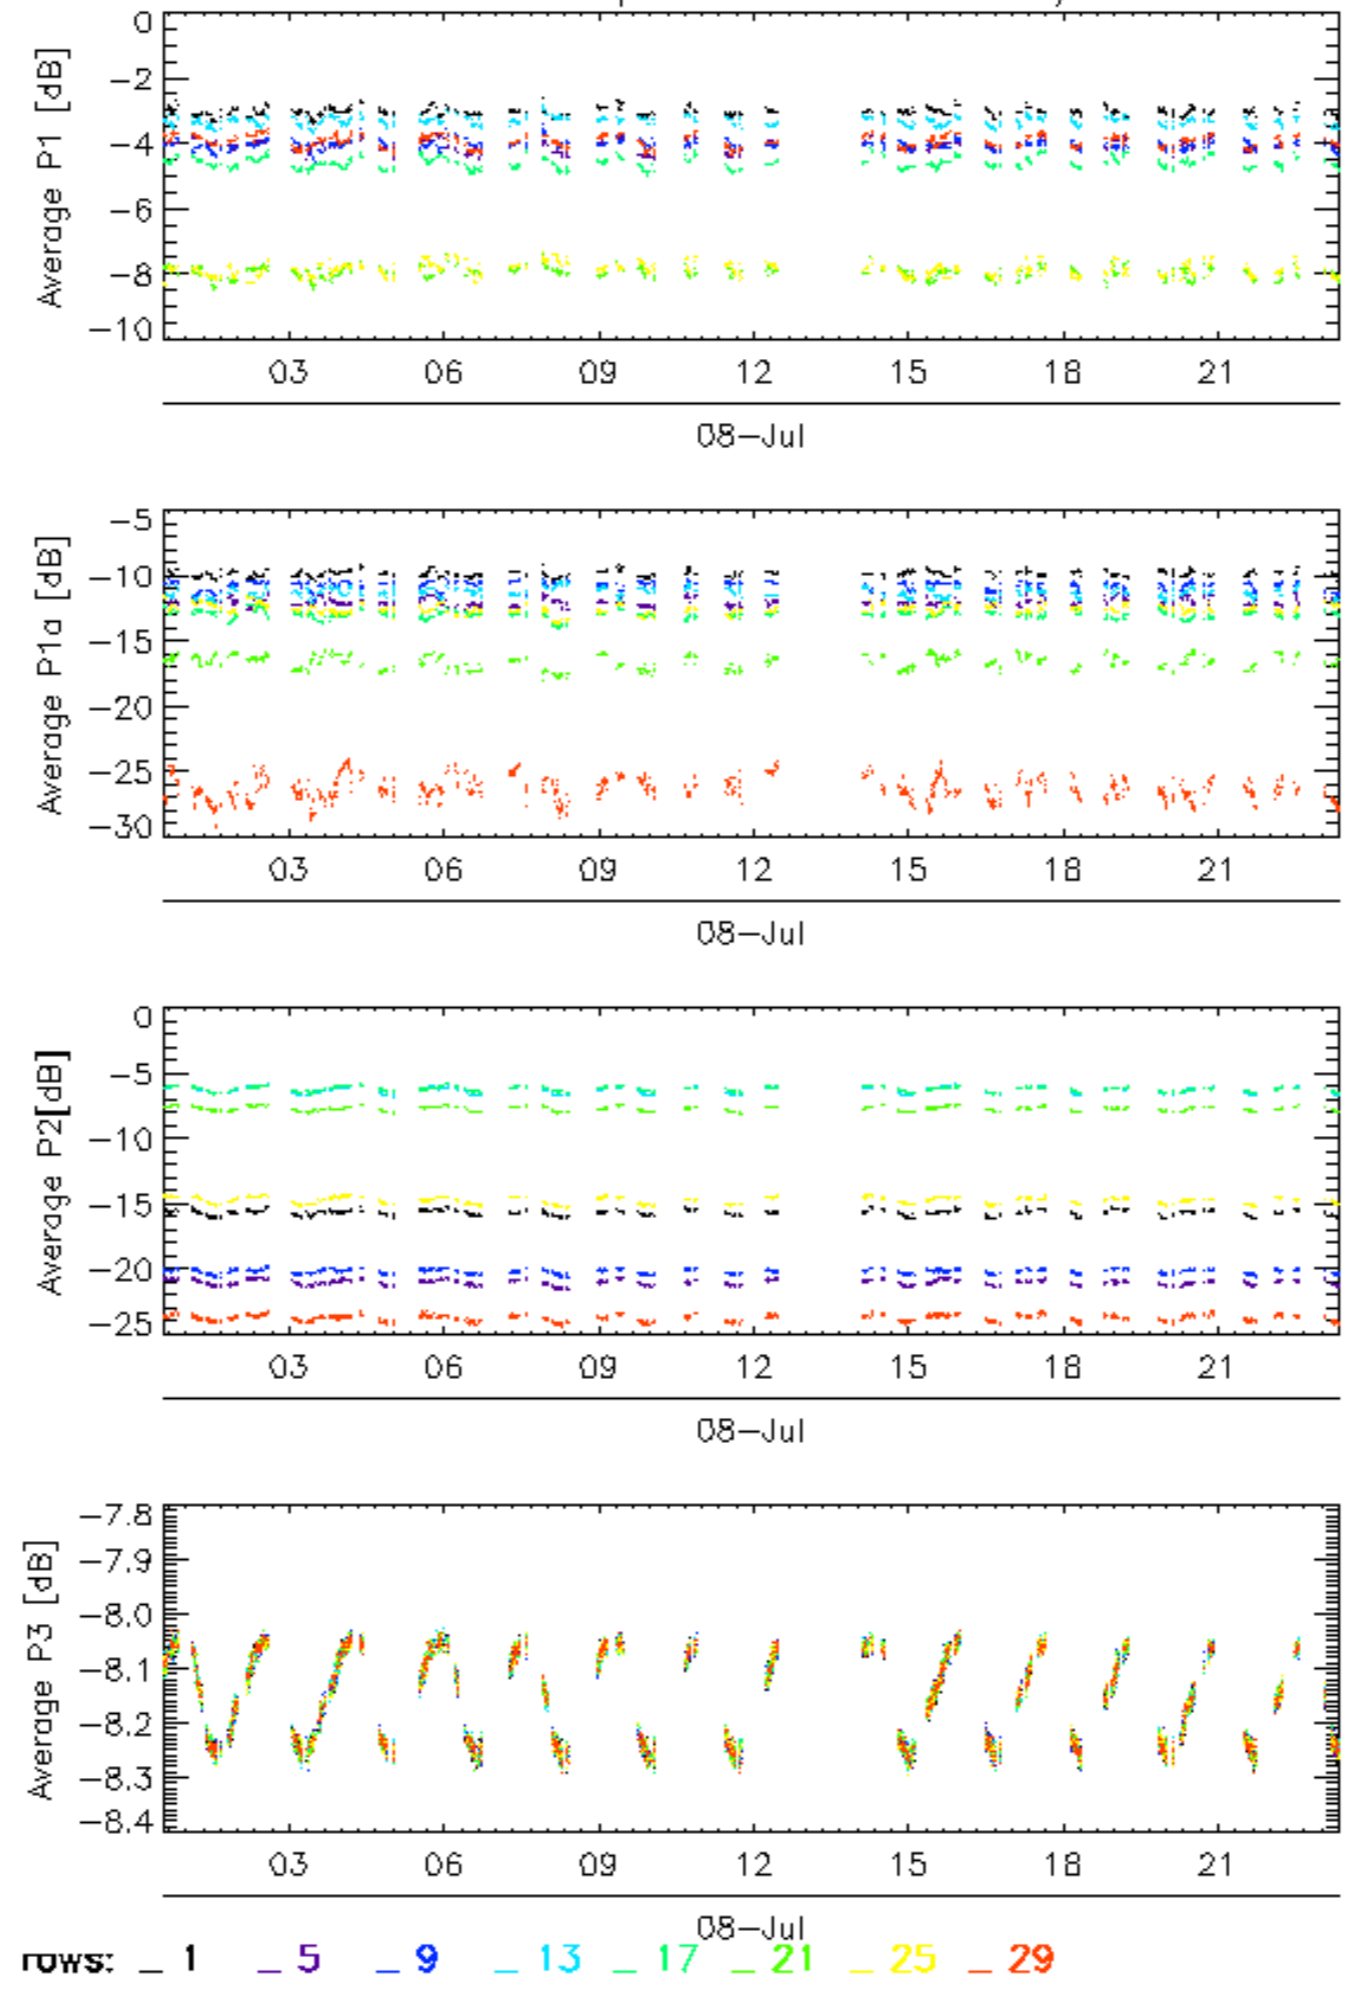 0
−2
−4
−6
−8
−10
Average P1 [dB]
03 06 09 12 15 18 21
08−Jul
−5
−10
−15
−20
−25
−30
Average P1a [dB]
03 06 09 12 15 18 21
08−Jul
0
−5
−10
−15
−20
−25
Average P2[dB]
03 06 09 12 15 18 21
08−Jul
−7.8
−7.9
−8.0
−8.1
−8.2
−8.3
−8.4
Average P3 [dB]
03 06 09 12 15 18 21
08−Jul
rows: _ 1 _ 5 _ 9 _ 13 _ 17 _ 21 _ 25 _ 29